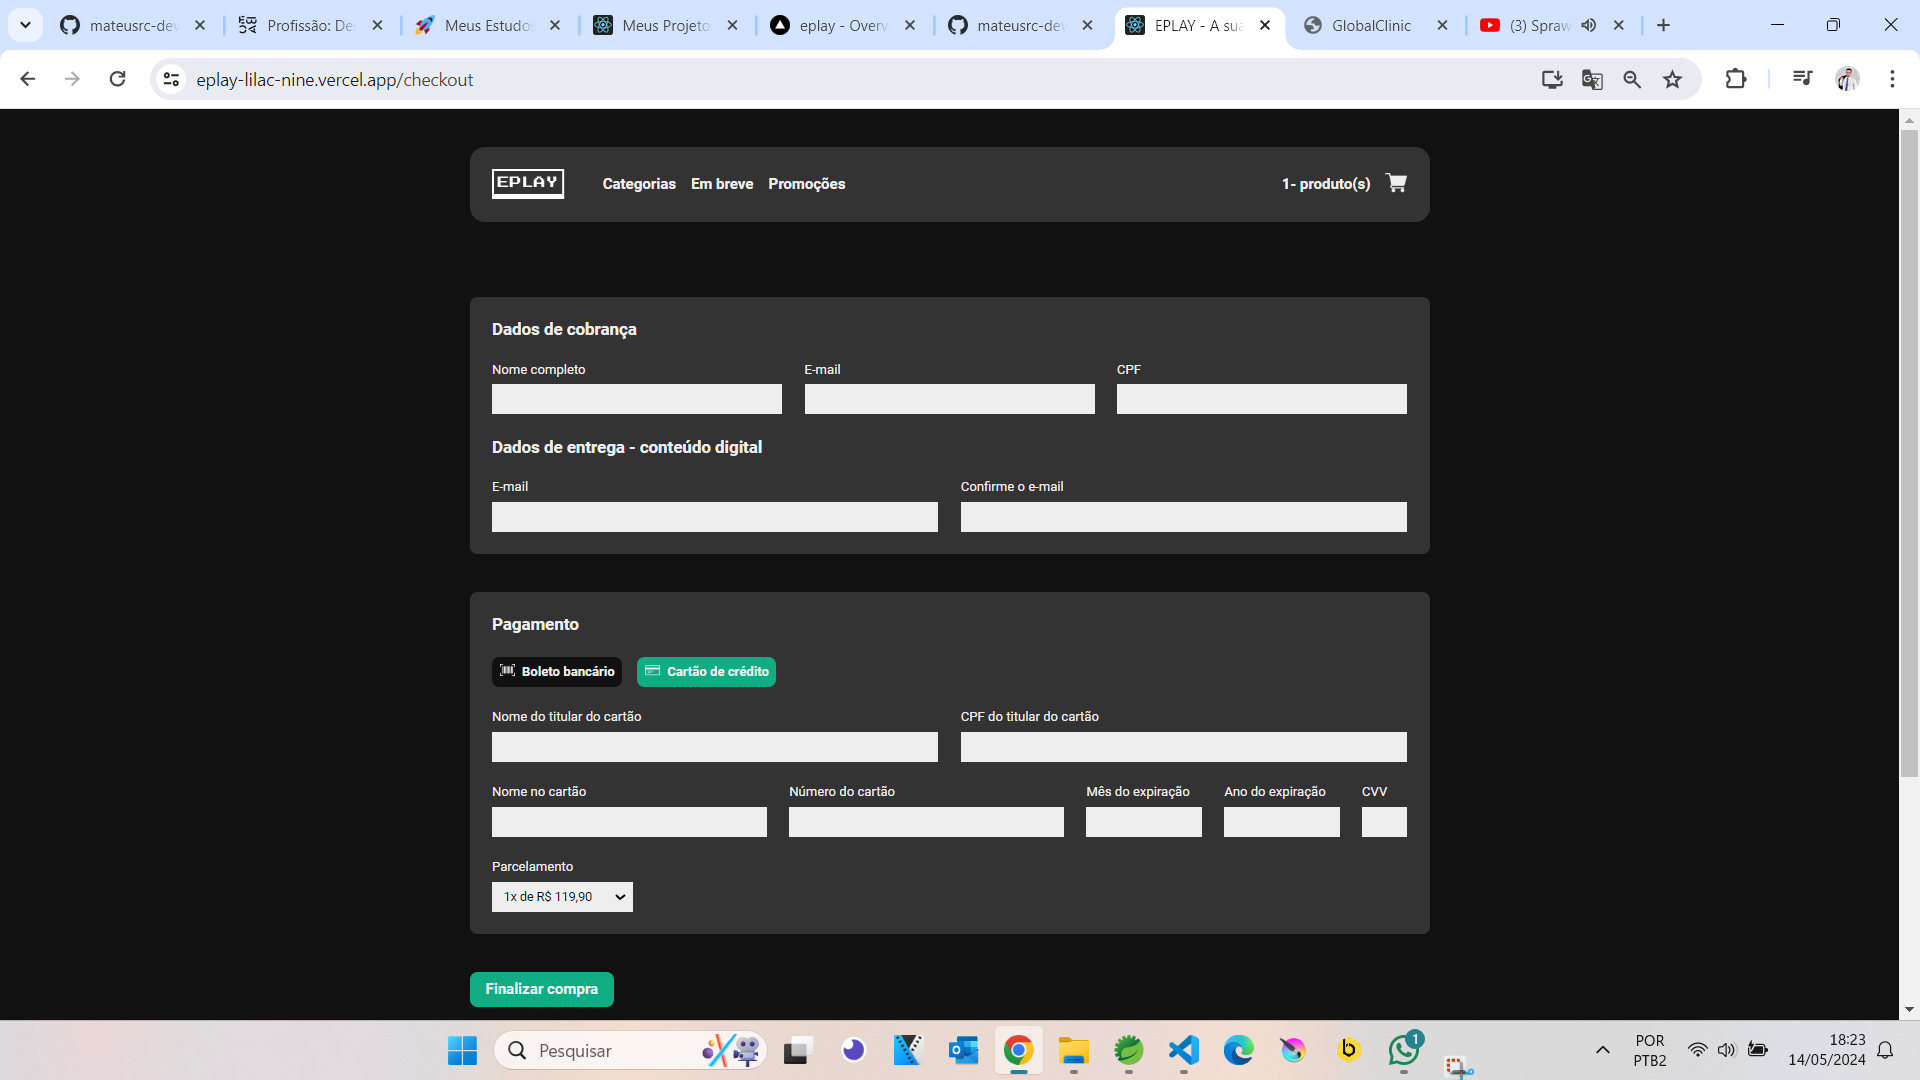 mateusrc-dev
Profissão: Des
Meus Estudos
Meus Projeto
eplay - Overv
mateusrc-dev
EPLAY - A sua
GlobalClinic
(3) Spraw
eplay-lilac-nine.vercel.app/checkout
EPLAY
Categorias
Em breve
Promoções
1- produto(s)
Dados de cobrança
Nome completo
E-mail
CPF
Dados de entrega - conteúdo digital
E-mail
Confirme o e-mail
Pagamento
Boleto bancário
Cartão de crédito
Nome do titular do cartão
CPF do titular do cartão
Nome no cartão
Número do cartão
Mês do expiração
Ano do expiração
CVV
Parcelamento
1x de R$ 119,90
Finalizar compra
Pesquisar
1
POR
PTB2
18:23
14/05/2024